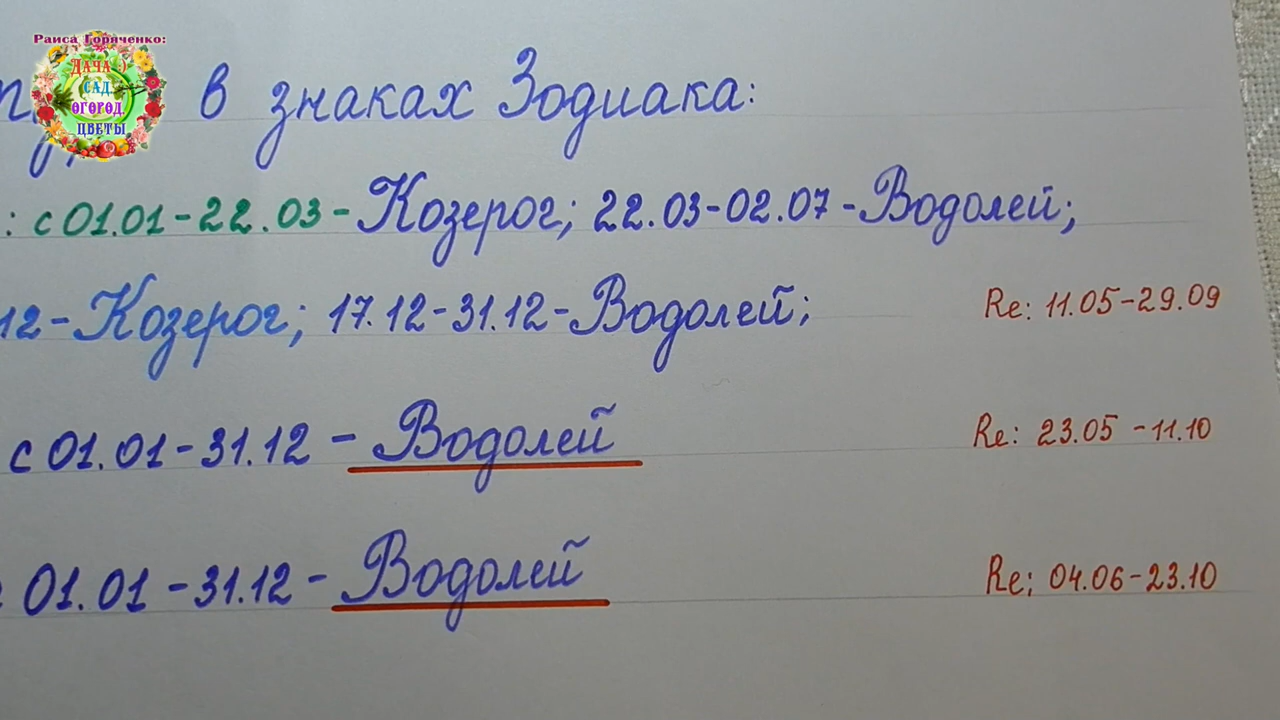 Раиса Горяченко:
Дача :)
САД,
ОГОРОД,
ЦВЕТЫ
в знаках Зодиака:
: с 01.01-22.03-Козерог; 22.03-02.07-Водолей;
12-Козерог; 17.12-31.12-Водолей; Re: 11.05-29.09
с 01.01-31.12 - Водолей Re: 23.05 -11.10
01.01-31.12- Водолей Re; 04.06-23.10